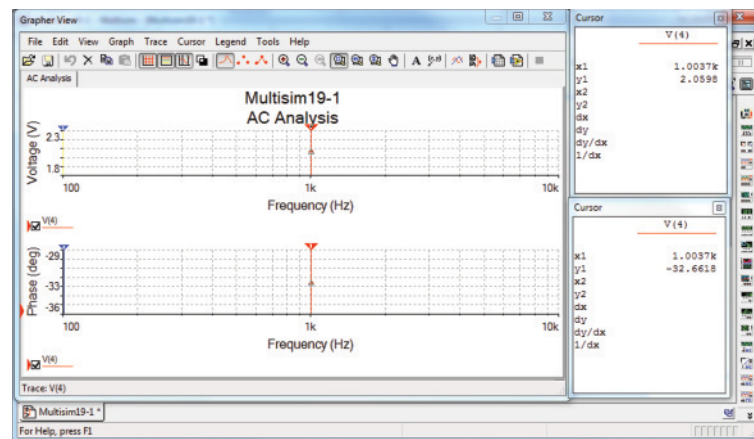 Grapher View
File Edit View Graph Trace Cursor Legend Tools Help
AC Analysis
Multisim19-1
AC Analysis
Voltage (V)
2.3
1.8
100 1k 10k
Frequency (Hz)
V(4)
Phase (deg)
-29
-33
-36
100 1k 10k
Frequency (Hz)
V(4)
Trace: V(4)
Cursor
V(4)
x1 1.0037k
y1 2.0598
x2
y2
dx
dy
dy/dx
1/dx
Cursor
V(4)
x1 1.0037k
y1 -32.6618
x2
y2
dx
dy
dy/dx
1/dx
Multisim19-1 *
For Help, press F1